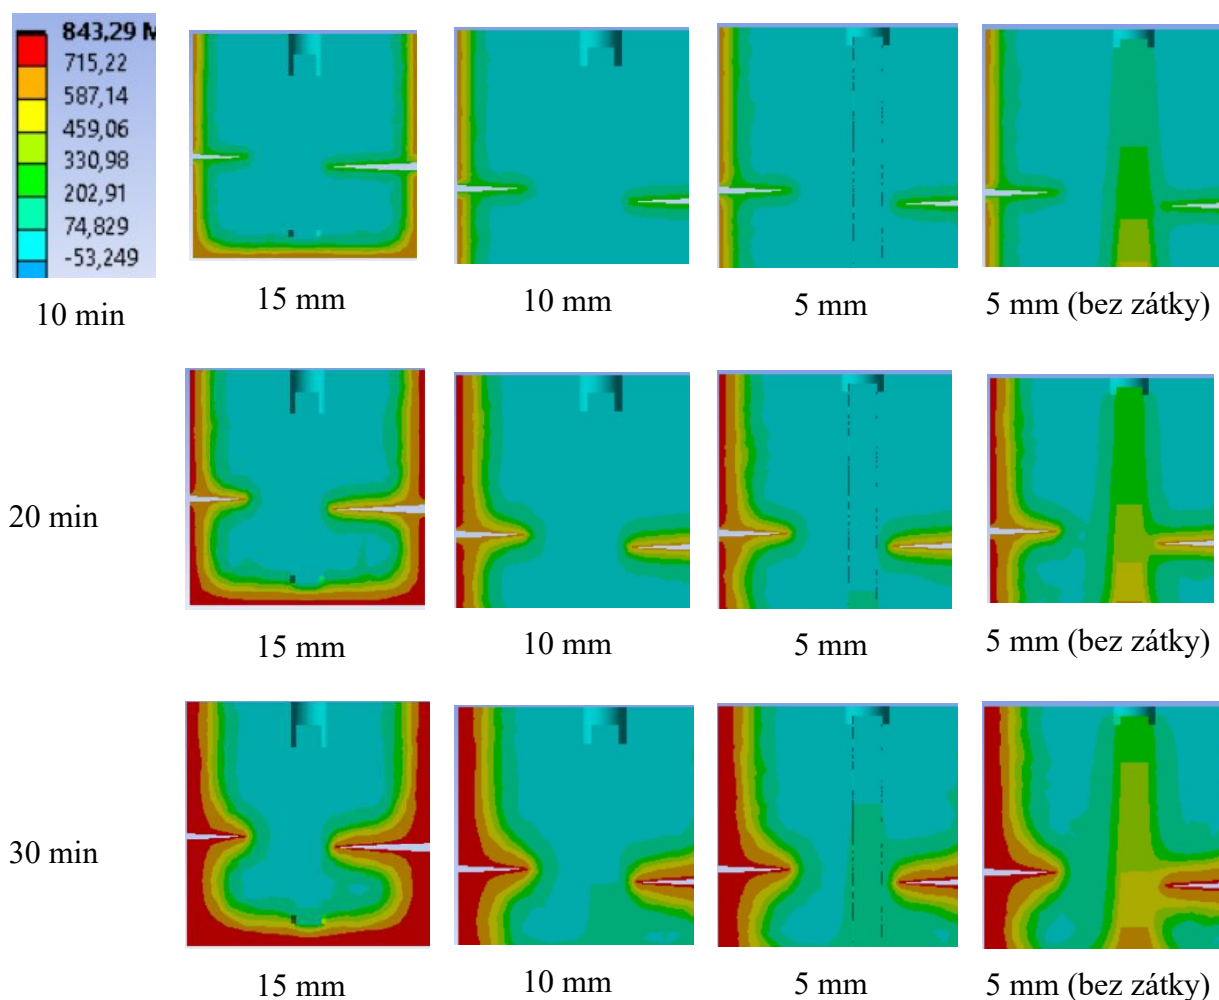 843,29 M
715,22
587,14
459,06
330,98
202,91
74,829
-53,249
10 min
15 mm
10 mm
5 mm
5 mm (bez zátky)
20 min
15 mm
10 mm
5 mm
5 mm (bez zátky)
30 min
15 mm
10 mm
5 mm
5 mm (bez zátky)